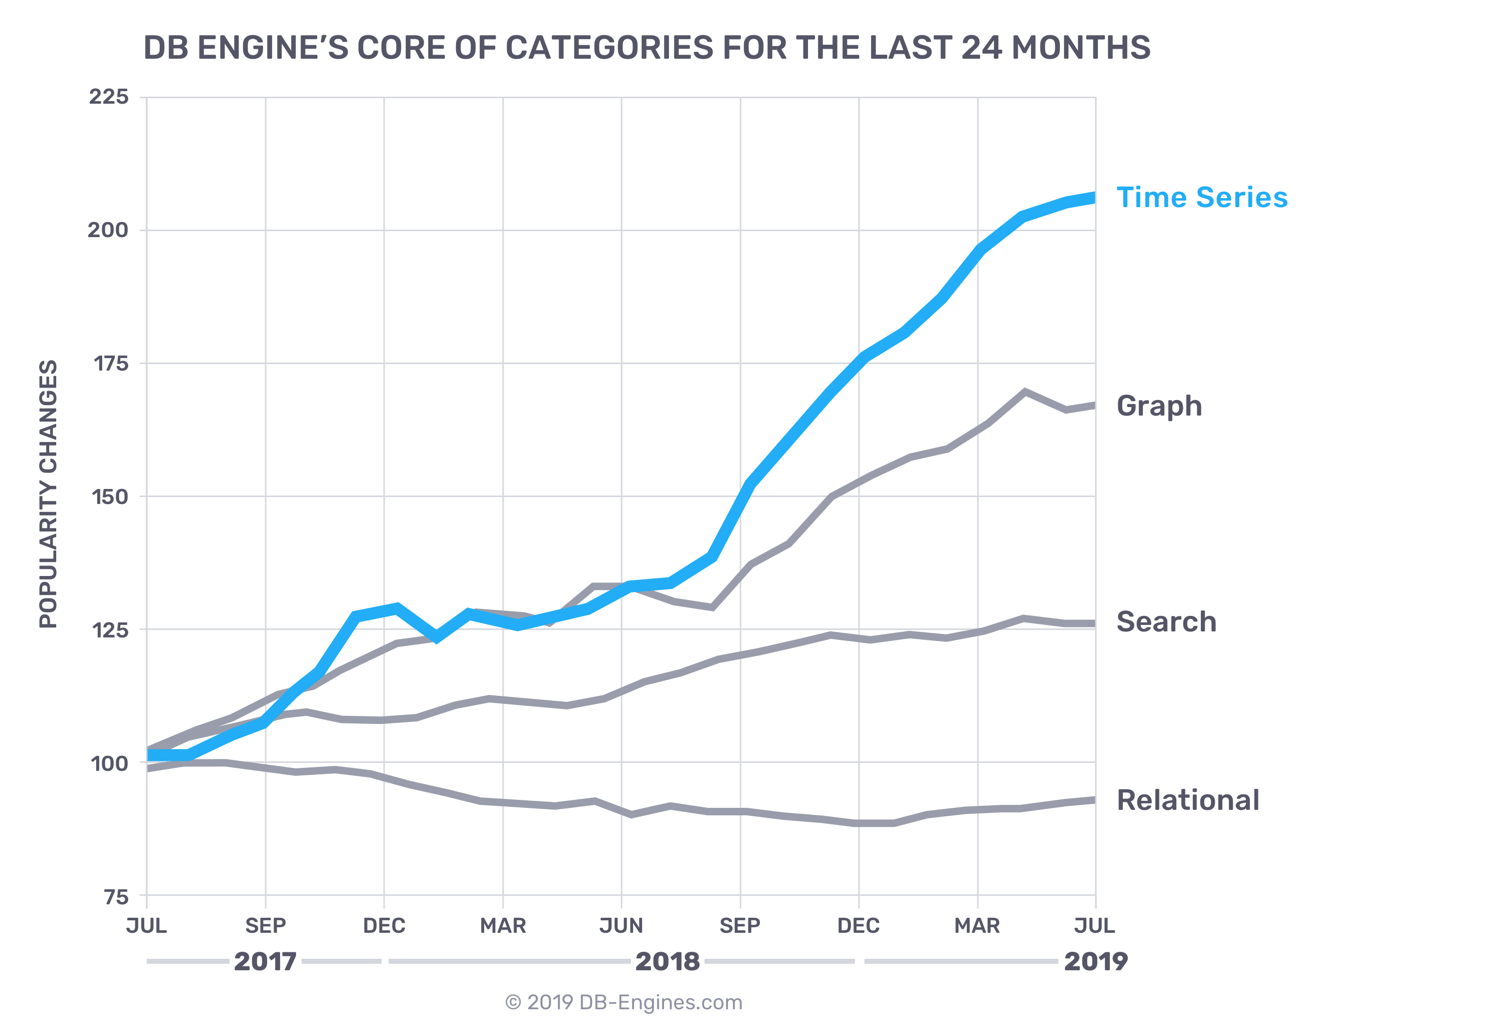 DB ENGINE’S CORE OF CATEGORIES FOR THE LAST 24 MONTHS
POPULARITY CHANGES
225
200
175
150
125
100
75
Time Series
Graph
Search
Relational
JUL SEP DEC MAR JUN SEP DEC MAR JUL
2017 2018 2019
© 2019 DB-Engines.com